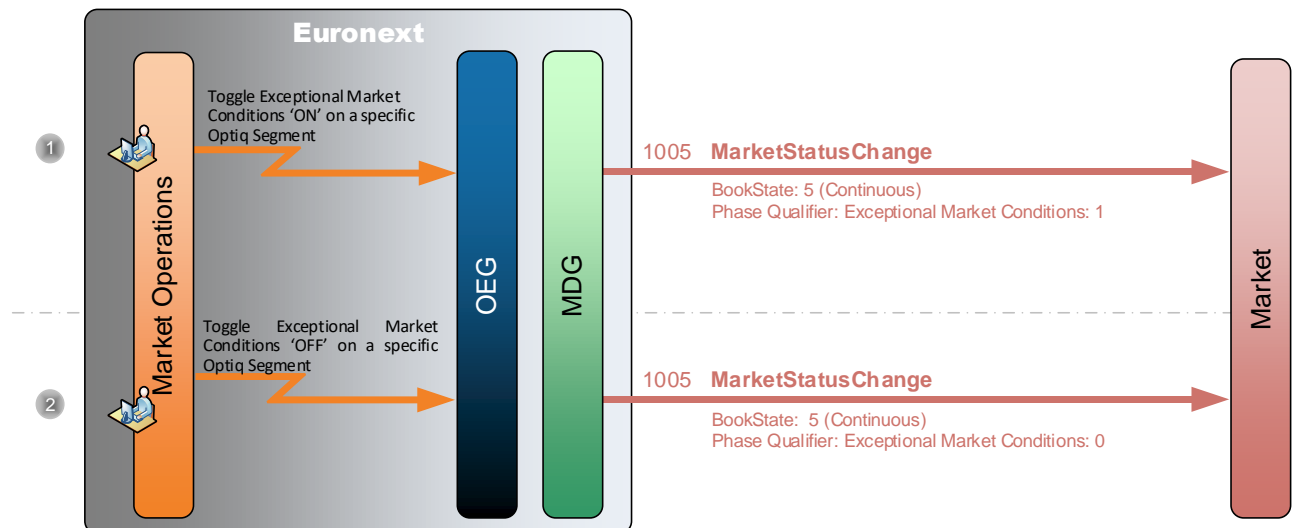 Euronext
1
Toggle Exceptional Market
Conditions ‘ON’ on a specific
Optiq Segment
1005 MarketStatusChange
BookState: 5 (Continuous)
Phase Qualifier: Exceptional Market Conditions: 1
Market Operations
OEG
MDG
Market
2
Toggle Exceptional Market
Conditions ‘OFF’ on a specific
Optiq Segment
1005 MarketStatusChange
BookState: 5 (Continuous)
Phase Qualifier: Exceptional Market Conditions: 0